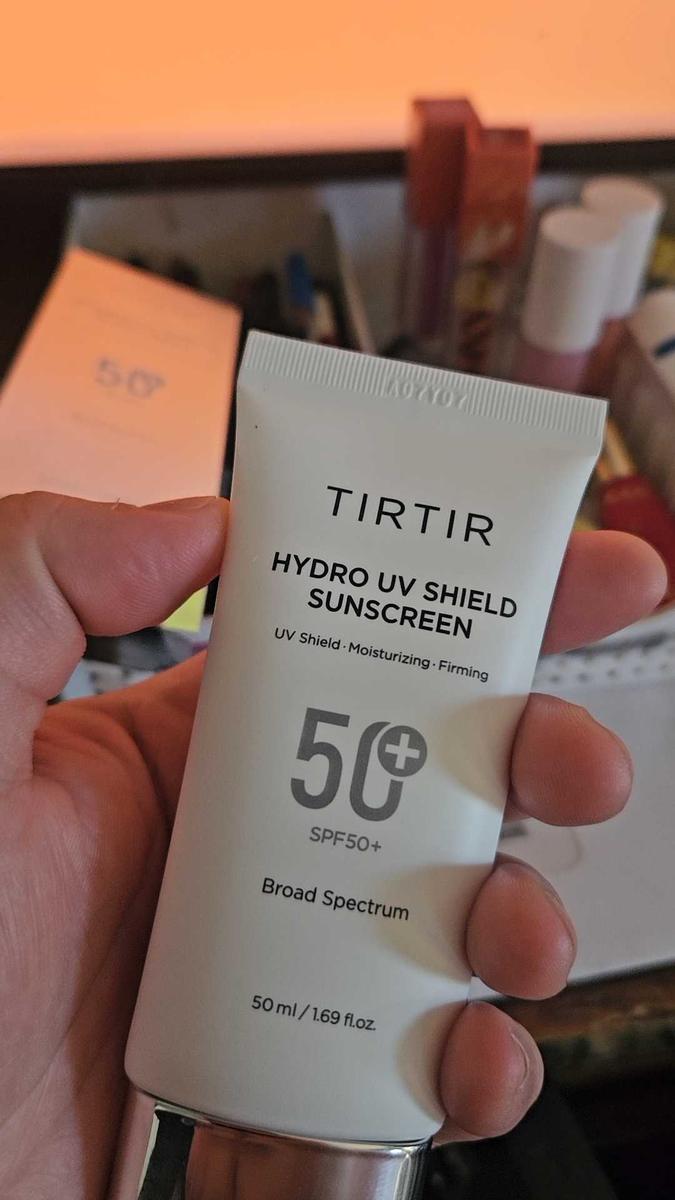 TIRTIR
HYDRO UV SHIELD
SUNSCREEN
UV Shield · Moisturizing · Firming
50+
SPF50+
Broad Spectrum
50 ml / 1.69 fl.oz.
50+